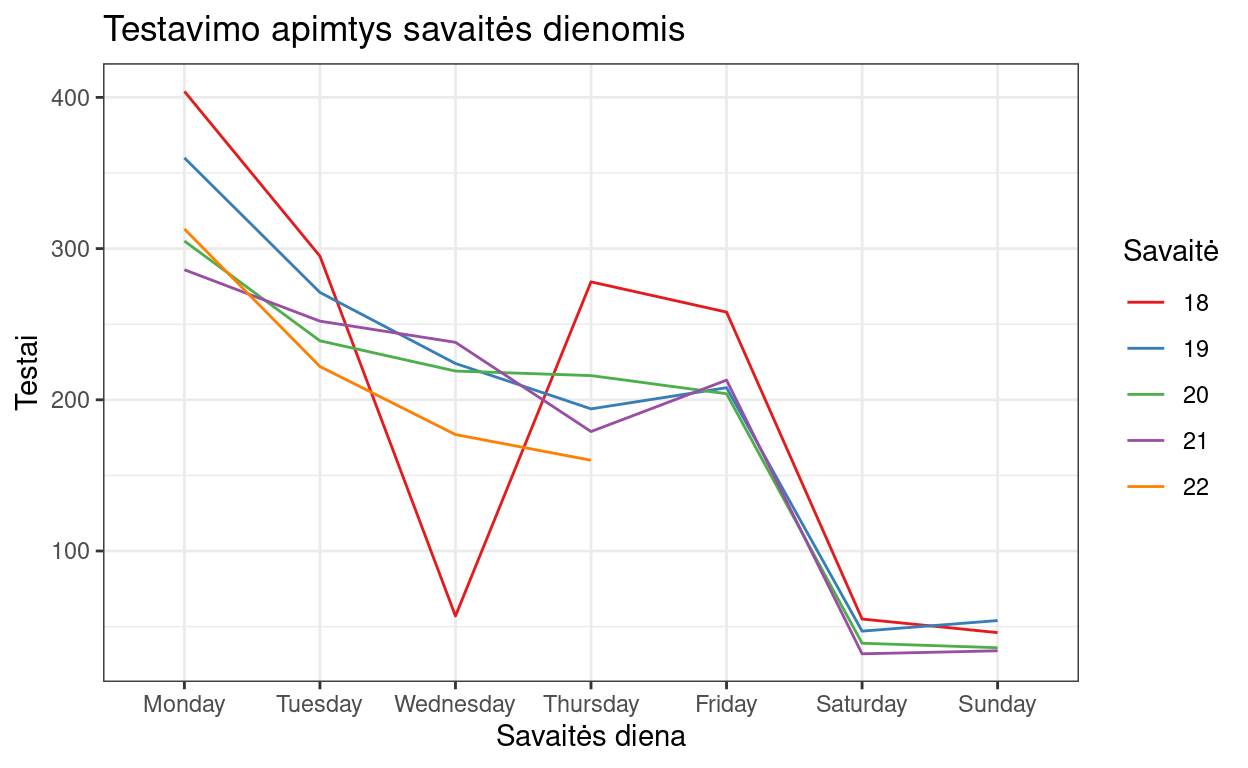 Testavimo apimtys savaitės dienomis
400
300
200
100
Testai
Monday Tuesday Wednesday Thursday Friday Saturday Sunday
Savaitės diena
Savaitė
18
19
20
21
22